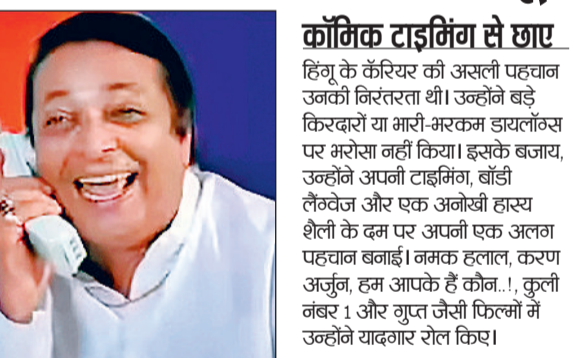 कॉमिक टाइमिंग से छाए
हिंगू के कॅरियर की असली पहचान
उनकी निरंतरता थी। उन्होंने बड़े
किरदारों या भारी-भरकम डायलॉग्स
पर भरोसा नहीं किया। इसके बजाय,
उन्होंने अपनी टाइमिंग, बॉडी
लैंग्वेज और एक अनोखी हास्य
शैली के दम पर अपनी एक अलग
पहचान बनाई। नमक हलाल, करण
अर्जुन, हम आपके हैं कौन..!, कुली
नंबर 1 और गुप्त जैसी फिल्मों में
उन्होंने यादगार रोल किए।